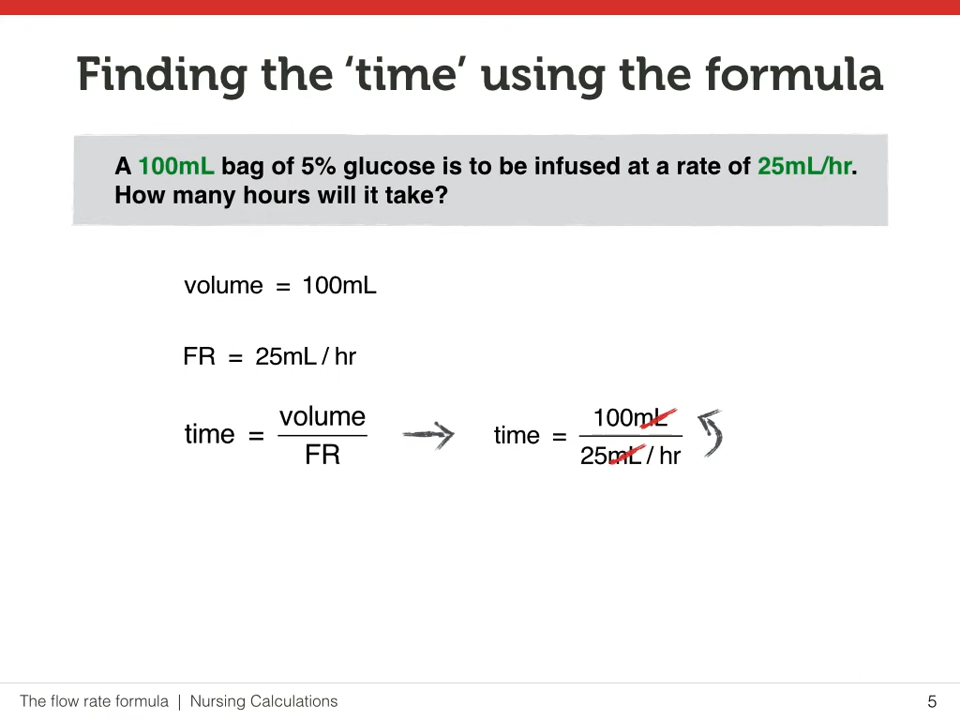 Finding the ‘time’ using the formula
A 100mL bag of 5% glucose is to be infused at a rate of 25mL/hr.
How many hours will it take?
volume = 100mL
FR = 25mL / hr
time = volume / FR
time = 100mL / 25mL / hr
The flow rate formula | Nursing Calculations
5